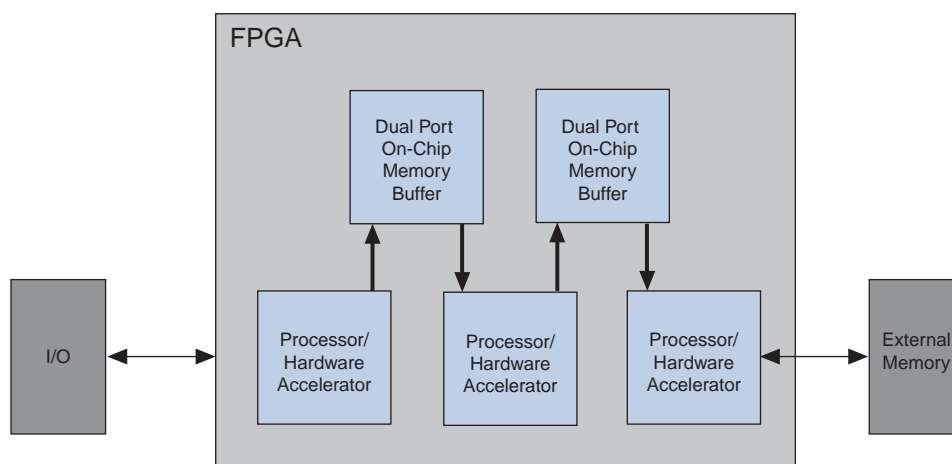 FPGA
Dual Port
On-Chip
Memory
Buffer
Dual Port
On-Chip
Memory
Buffer
I/O
Processor/
Hardware
Accelerator
Processor/
Hardware
Accelerator
Processor/
Hardware
Accelerator
External
Memory